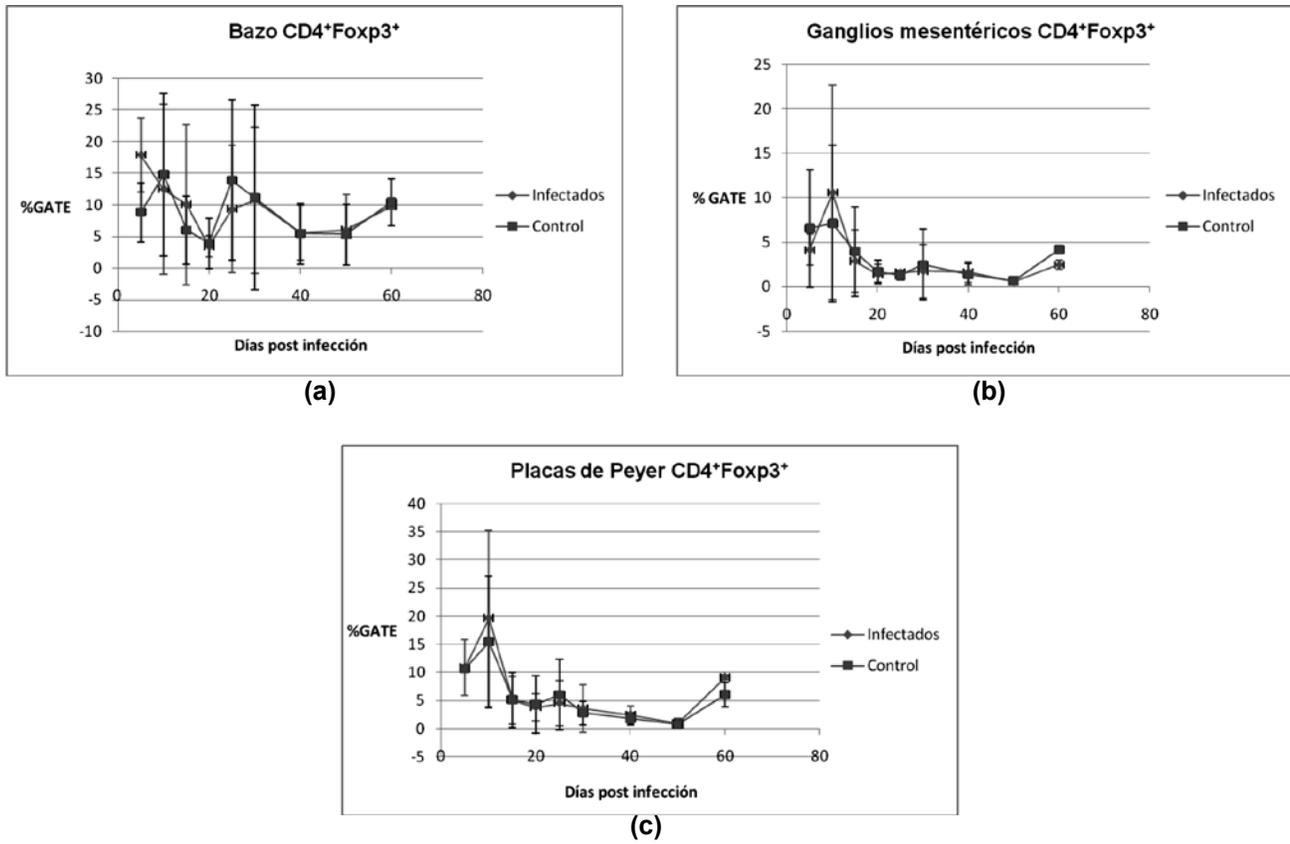 Bazo CD4⁺Foxp3⁺
30
25
20
15
10
5
0
-5
-10
%GATE
0
20
40
60
80
Días post infección
Infectados
Control
(a)
Ganglios mesentéricos CD4⁺Foxp3⁺
25
20
15
10
5
0
-5
% GATE
0
20
40
60
80
Días post infección
Infectados
Control
(b)
Placas de Peyer CD4⁺Foxp3⁺
40
35
30
25
20
15
10
5
0
-5
%GATE
0
20
40
60
80
Días post infección
Infectados
Control
(c)